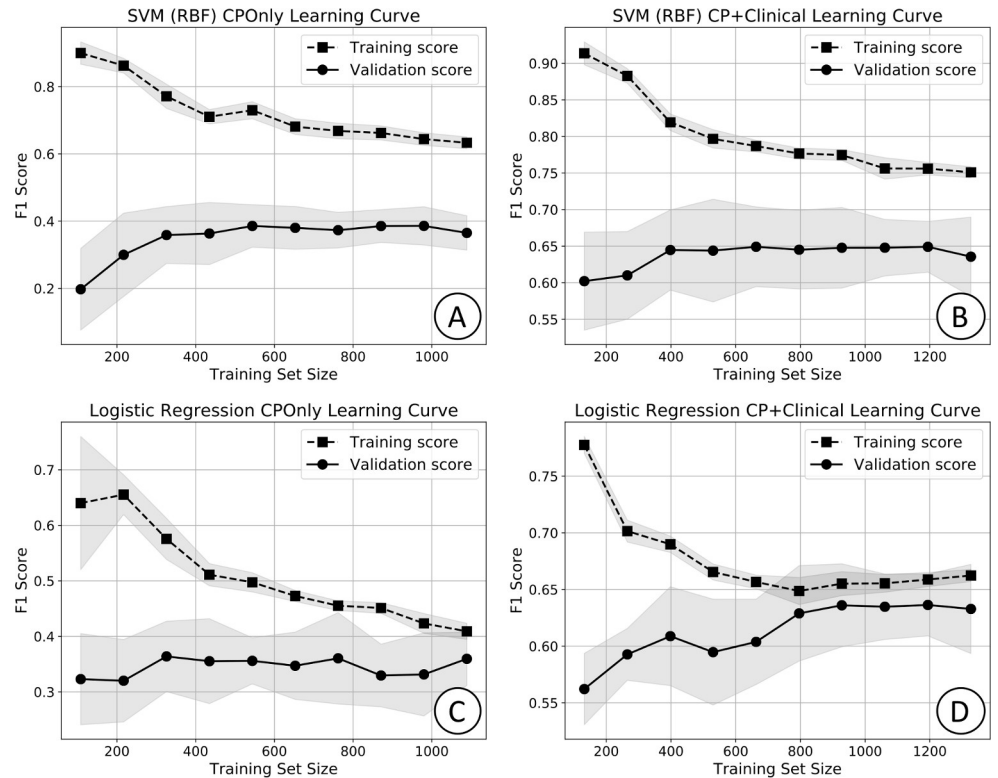 SVM (RBF) CPOnly Learning Curve
Training score
Validation score
F1 Score
0.8
0.6
0.4
0.2
A
200 400 600 800 1000
Training Set Size
SVM (RBF) CP+Clinical Learning Curve
Training score
Validation score
F1 Score
0.90
0.85
0.80
0.75
0.70
0.65
0.60
0.55
B
200 400 600 800 1000 1200
Training Set Size
Logistic Regression CPOnly Learning Curve
Training score
Validation score
F1 Score
0.7
0.6
0.5
0.4
0.3
C
200 400 600 800 1000
Training Set Size
Logistic Regression CP+Clinical Learning Curve
Training score
Validation score
F1 Score
0.75
0.70
0.65
0.60
0.55
D
200 400 600 800 1000 1200
Training Set Size